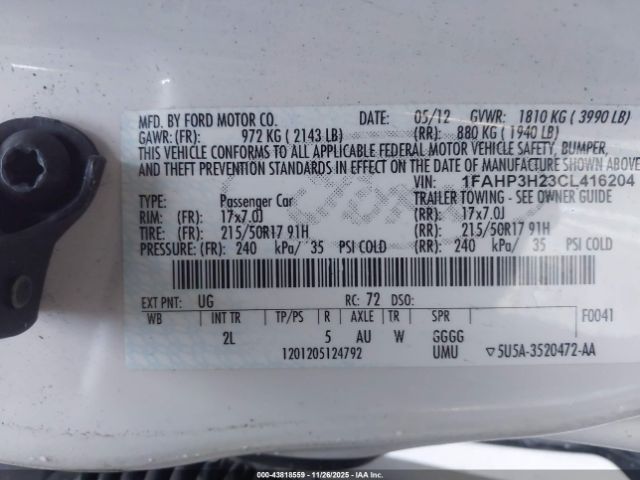 MFD. BY FORD MOTOR CO. DATE: 05/12 GVWR: 1810 KG ( 3990 LB)
GAWR: (FR): 972 KG ( 2143 LB) (RR): 880 KG ( 1940 LB)
THIS VEHICLE CONFORMS TO ALL APPLICABLE FEDERAL MOTOR VEHICLE SAFETY, BUMPER,
AND THEFT PREVENTION STANDARDS IN EFFECT ON THE DATE OF MANUFACTURE SHOWN ABOVE.
VIN: 1FAHP3H23CL416204
TYPE: Passenger Car TRAILER TOWING - SEE OWNER GUIDE
RIM: (FR): 17x7.0J (RR): 17x7.0J
TIRE: (FR): 215/50R17 91H (RR): 215/50R17 91H
PRESSURE: (FR): 240 kPa/ 35 PSI COLD (RR): 240 kPa/ 35 PSI COLD
EXT PNT: UG RC: 72 DSO:
WB INT TR TP/PS R AXLE TR SPR F0041
2L 5 AU W GGGG
1201205124792 UMU ▽5U5A-3520472-AA
000-43818559 — 11/26/2025 — IAA Inc.